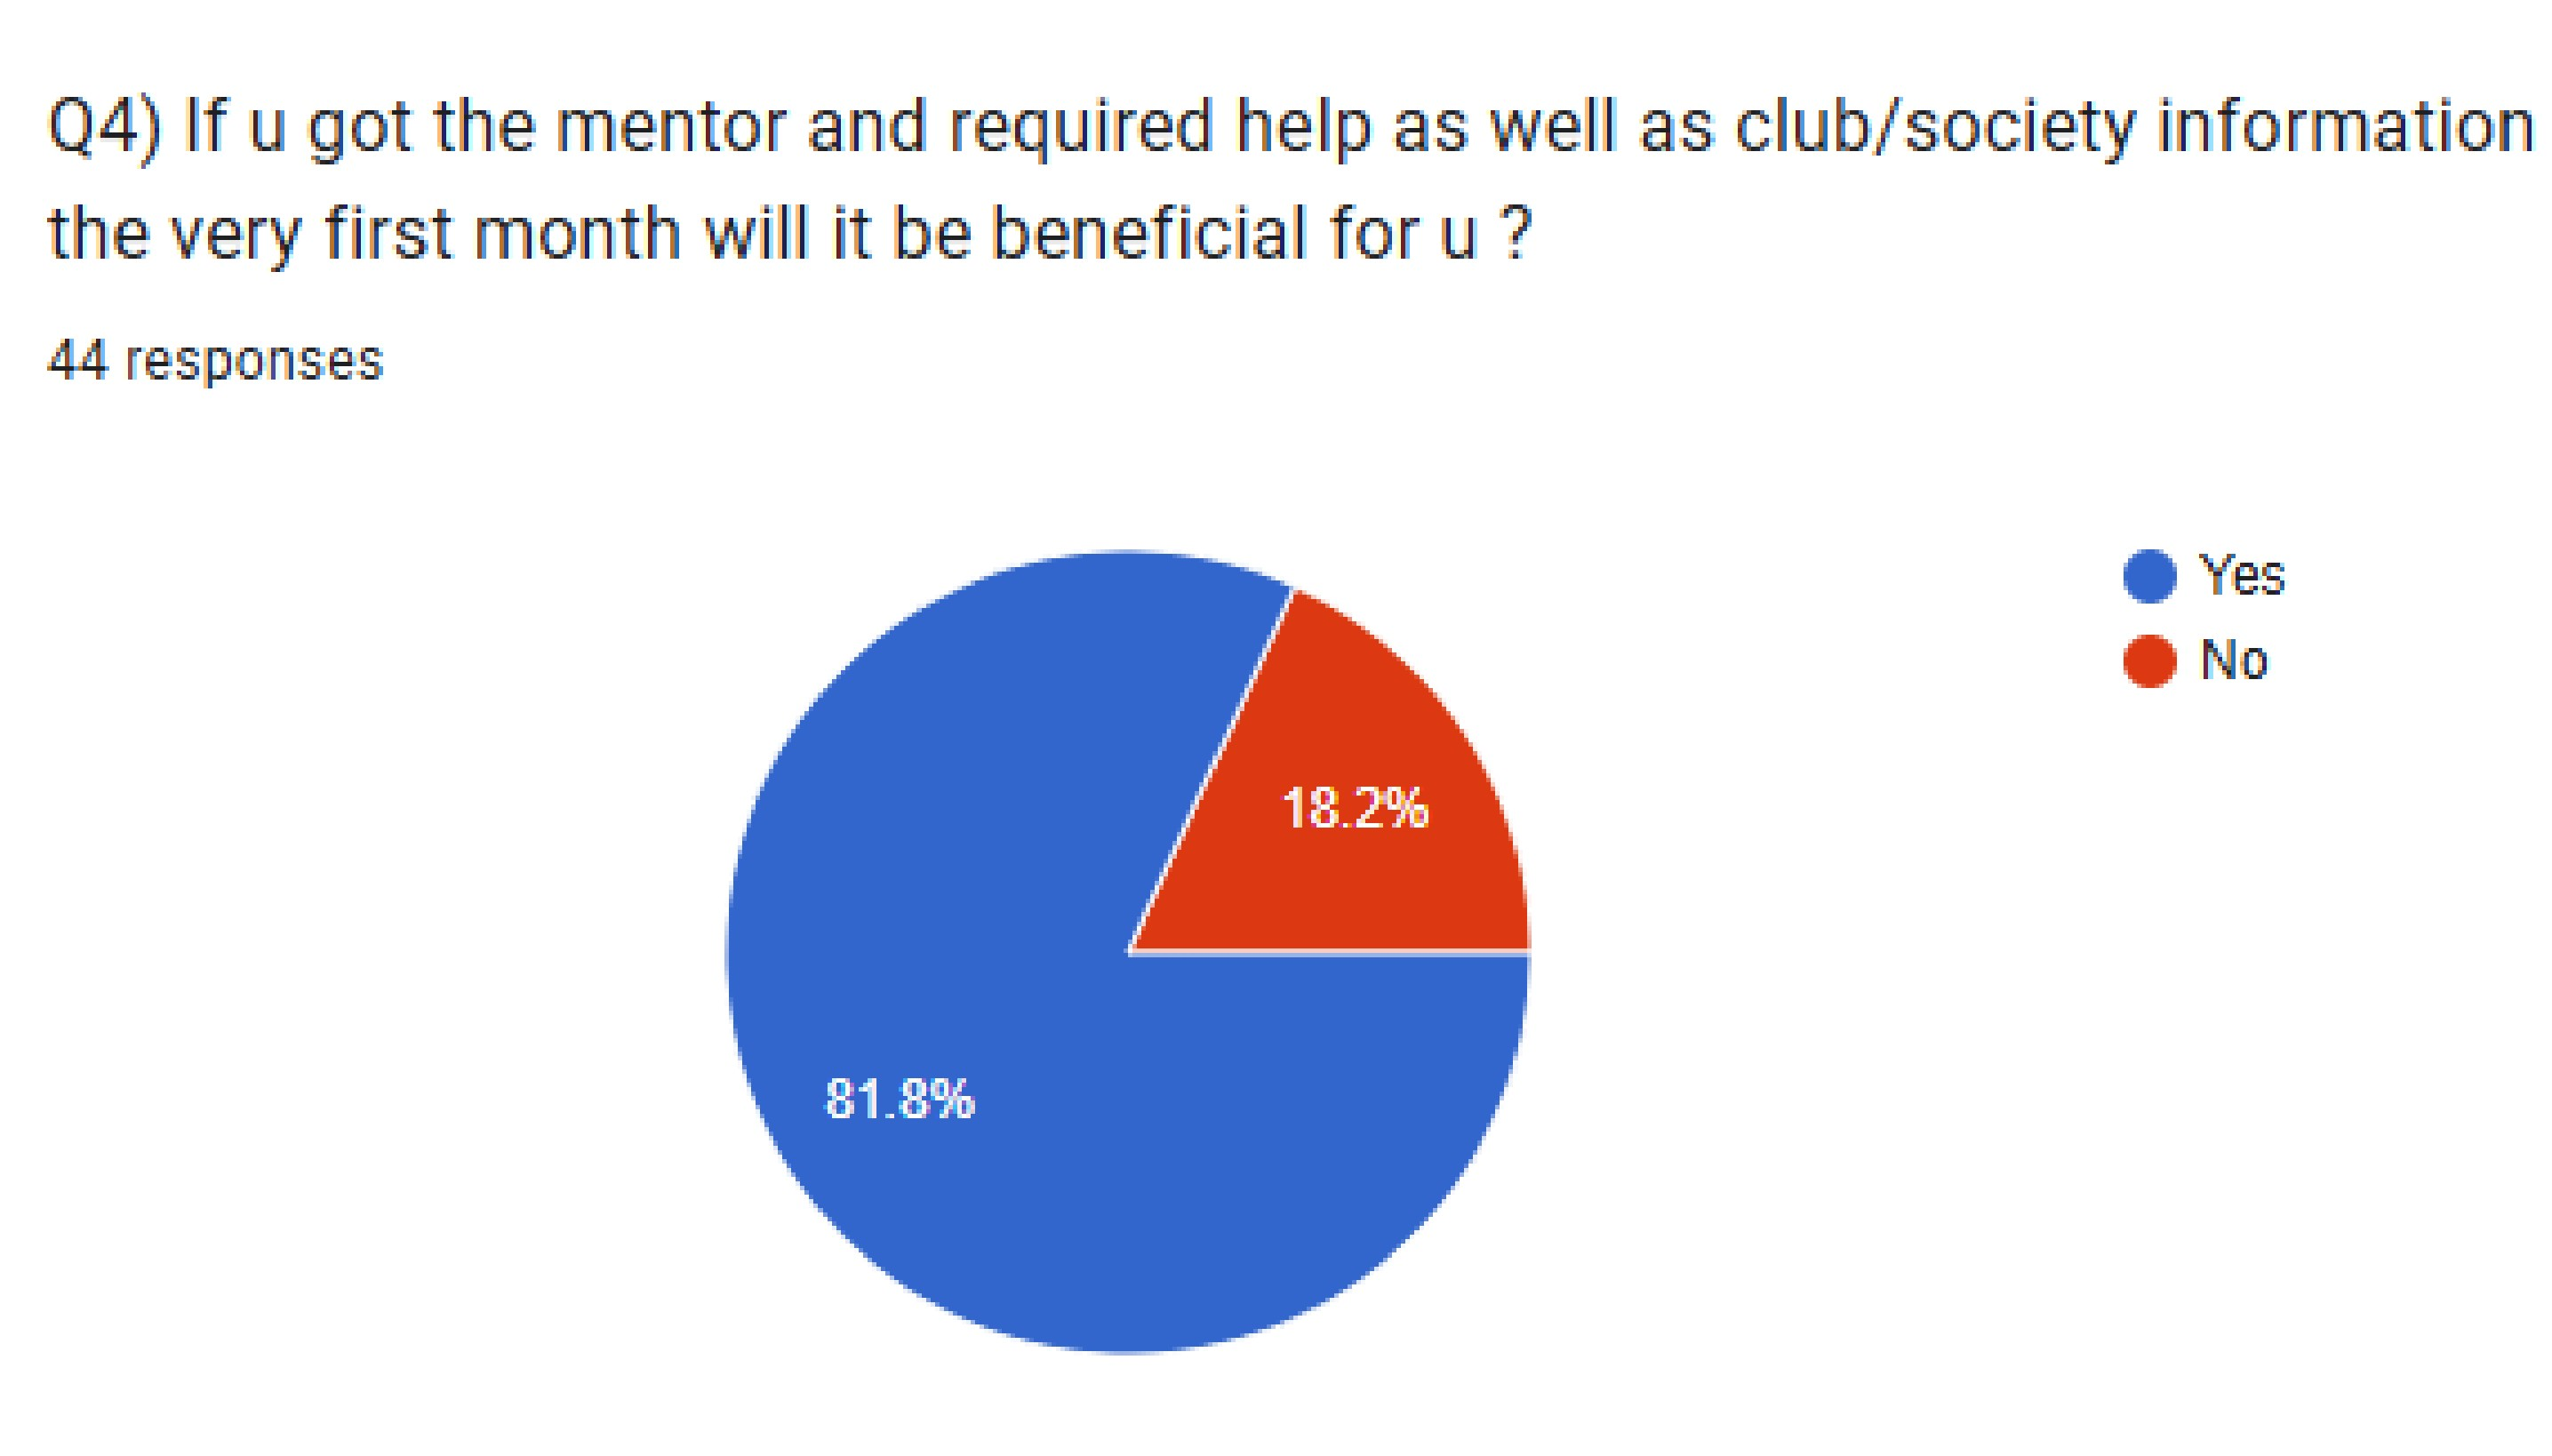 Q4) If u got the mentor and required help as well as club/society information
the very first month will it be beneficial for u ?
44 responses
Yes
No
18.2%
81.8%